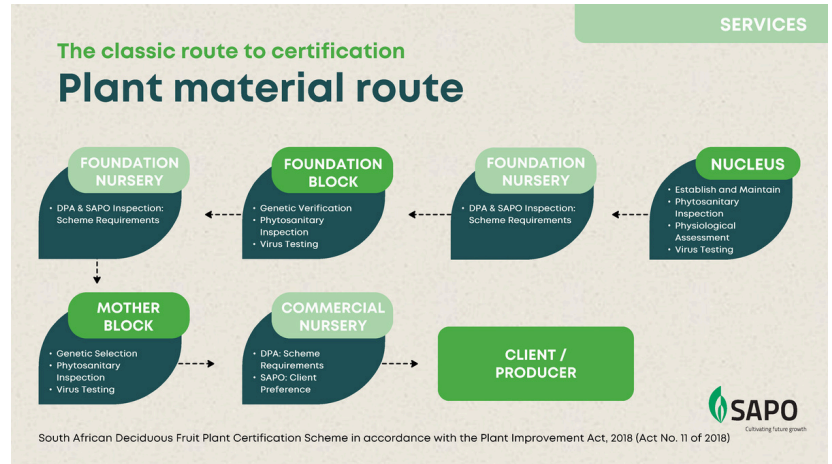 SERVICES
The classic route to certification
Plant material route
FOUNDATION
NURSERY
• DPA & SAPO Inspection:
Scheme Requirements
FOUNDATION
BLOCK
• Genetic Verification
• Phytosanitary
Inspection
• Virus Testing
FOUNDATION
NURSERY
• DPA & SAPO Inspection:
Scheme Requirements
NUCLEUS
• Establish and Maintain
• Phytosanitary
Inspection
• Physiological
Assessment
• Virus Testing
MOTHER
BLOCK
• Genetic Selection
• Phytosanitary
Inspection
• Virus Testing
COMMERCIAL
NURSERY
• DPA: Scheme
Requirements
• SAPO: Client
Preference
CLIENT /
PRODUCER
SAPO
Cultivating future growth
South African Deciduous Fruit Plant Certification Scheme in accordance with the Plant Improvement Act, 2018 (Act No. 11 of 2018)